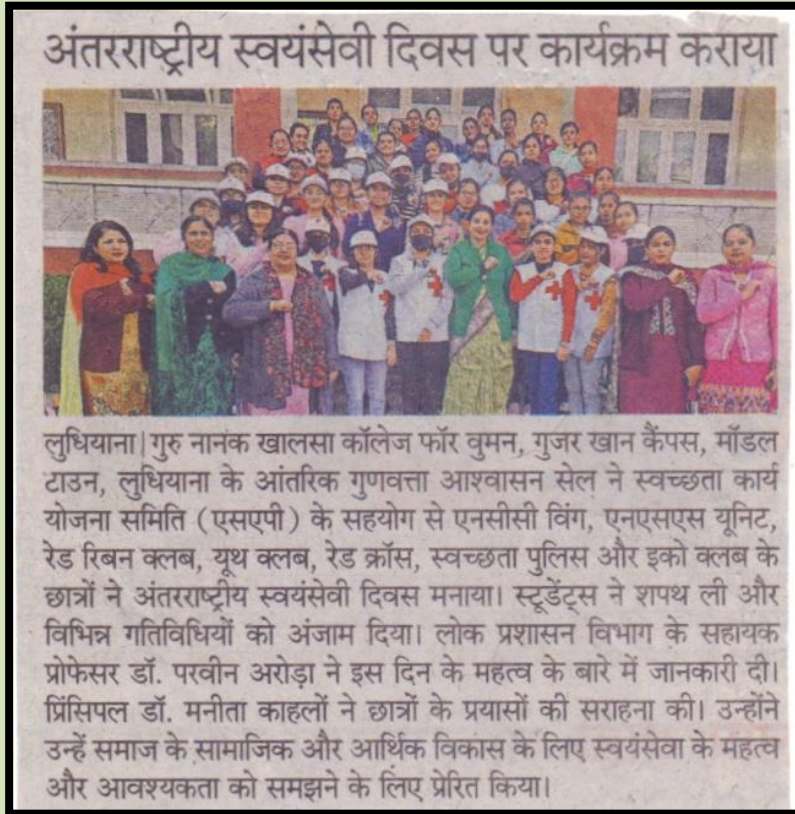 अंतरराष्ट्रीय स्वयंसेवी दिवस पर कार्यक्रम कराया
लुधियाना|गुरु नानक खालसा कॉलेज फॉर वुमन, गुजर खान कैंपस, मॉडल
टाउन, लुधियाना के आंतरिक गुणवत्ता आश्वासन सेल ने स्वच्छता कार्य
योजना समिति (एसएपी) के सहयोग से एनसीसी विंग, एनएसएस यूनिट,
रेड रिबन क्लब, यूथ क्लब, रेड क्रॉस, स्वच्छता पुलिस और इको क्लब के
छात्रों ने अंतरराष्ट्रीय स्वयंसेवी दिवस मनाया। स्टूडेंट्स ने शपथ ली और
विभिन्न गतिविधियों को अंजाम दिया। लोक प्रशासन विभाग के सहायक
प्रोफेसर डॉ. परवीन अरोड़ा ने इस दिन के महत्व के बारे में जानकारी दी।
प्रिंसिपल डॉ. मनीता काहलों ने छात्रों के प्रयासों की सराहना की। उन्होंने
उन्हें समाज के सामाजिक और आर्थिक विकास के लिए स्वयंसेवा के महत्व
और आवश्यकता को समझने के लिए प्रेरित किया।